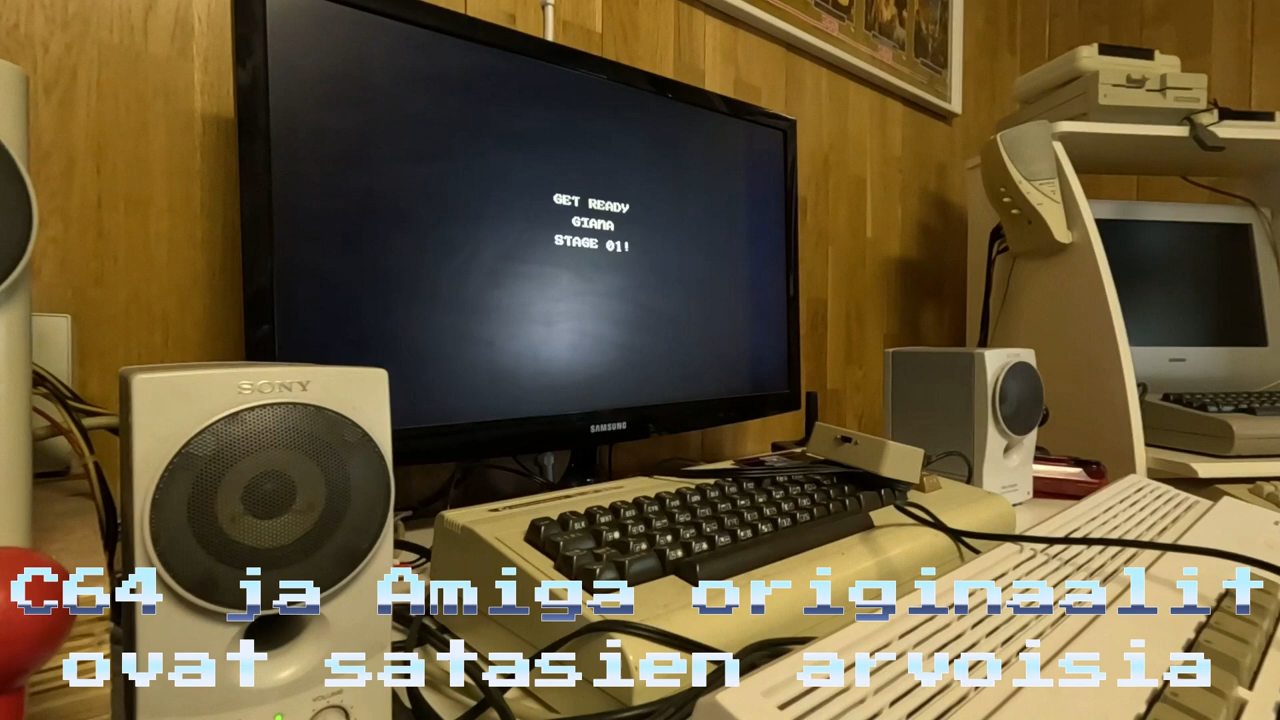 GET READY
GIANA
STAGE 01!
SONY
SAMSUNG
C64 ja Amiga originaalit
ovat satasien arvoisia